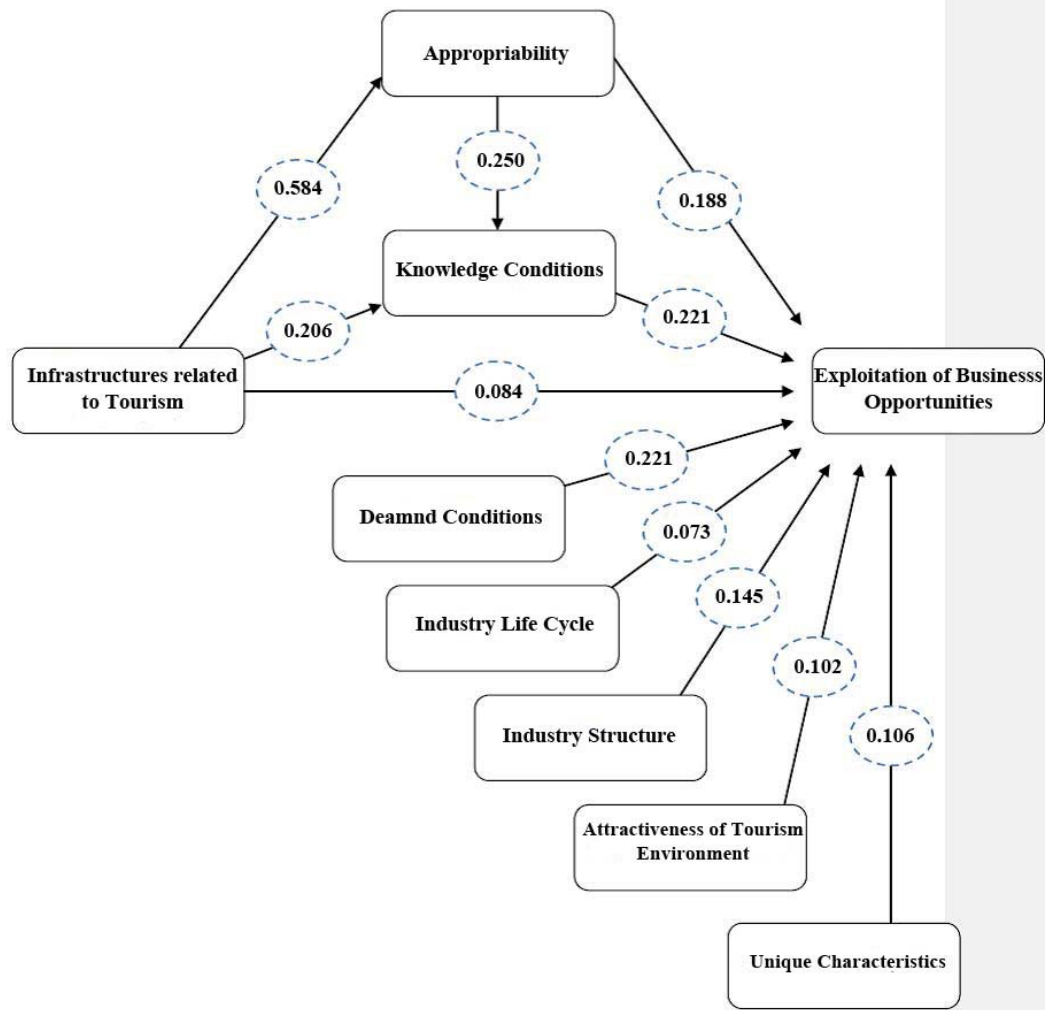 Appropriability
0.250
0.584
0.188
Knowledge Conditions
0.206
0.221
Infrastructures related
to Tourism
0.084
Exploitation of Businesss
Opportunities
0.221
Deamnd Conditions
0.073
Industry Life Cycle
0.145
Industry Structure
0.102
0.106
Attractiveness of Tourism
Environment
Unique Characteristics